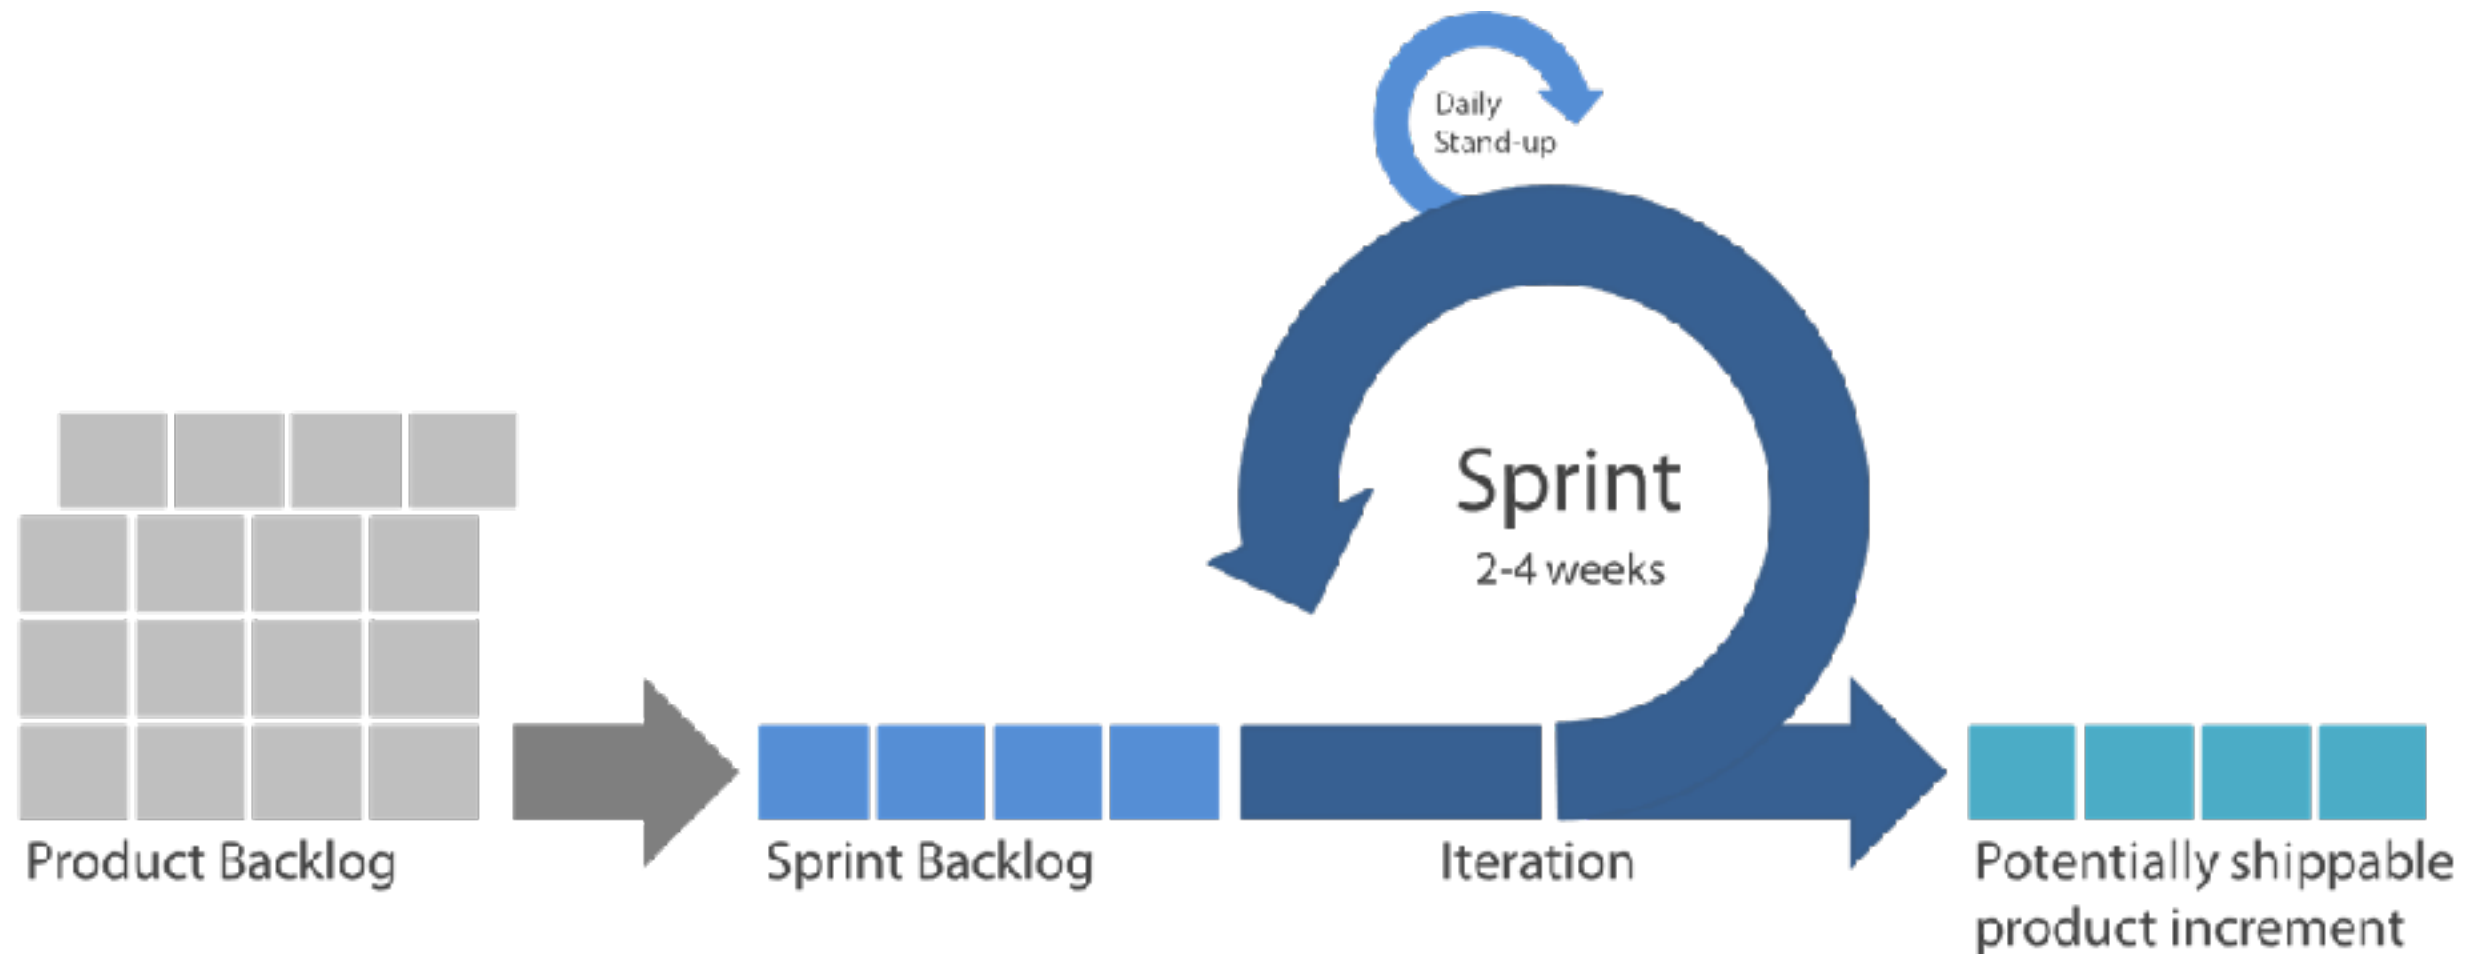 Daily
Stand-up
Sprint
2-4 weeks
Product Backlog
Sprint Backlog
Iteration
Potentially shippable
product increment